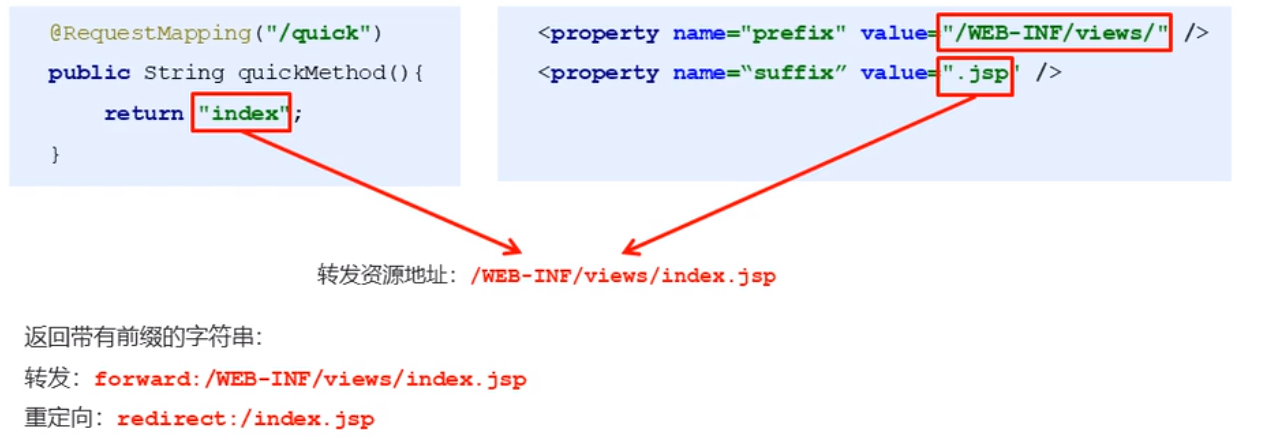 @RequestMapping("/quick")
public String quickMethod(){
return "index";
}
<property name="prefix" value="/WEB-INF/views/" />
<property name=“suffix” value=".jsp" />
转发资源地址：/WEB-INF/views/index.jsp
返回带有前缀的字符串：
转发：forward:/WEB-INF/views/index.jsp
重定向：redirect:/index.jsp